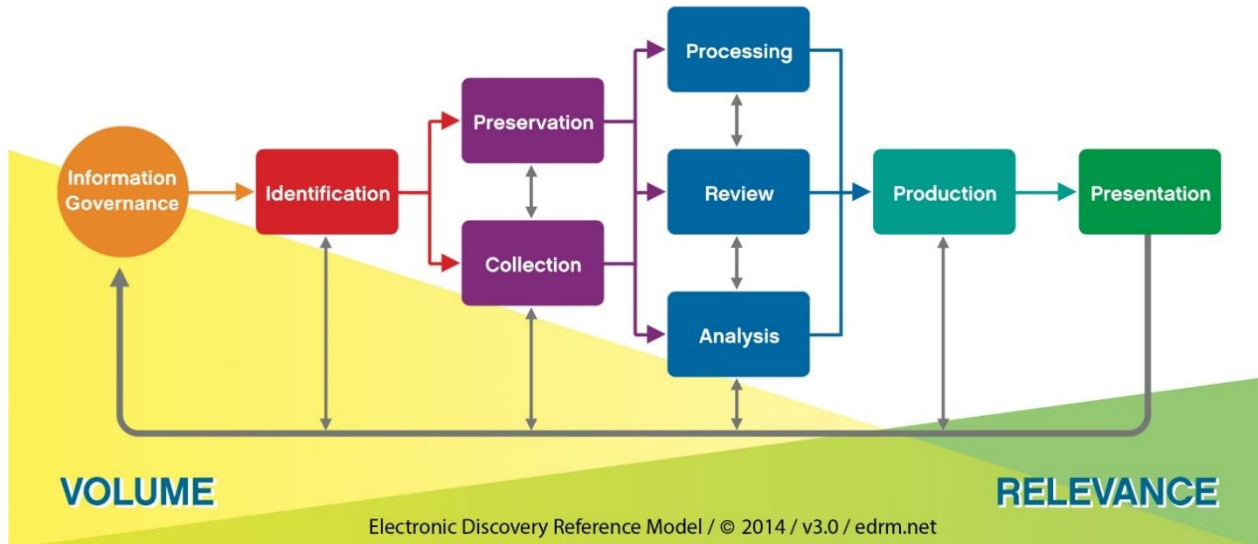 Information
Governance
Identification
Preservation
Collection
Processing
Review
Analysis
Production
Presentation
VOLUME
RELEVANCE
Electronic Discovery Reference Model / © 2014 / v3.0 / edrm.net